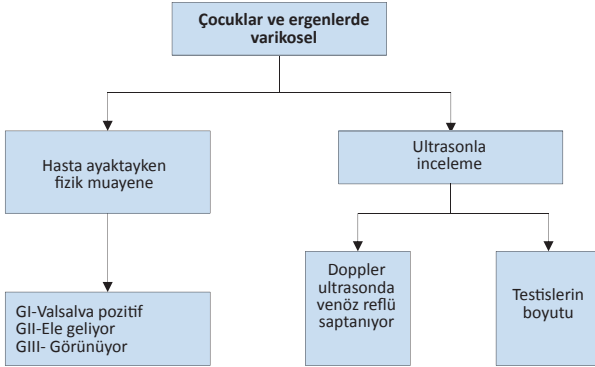 Çocuklar ve ergenlerde
varikosel
Hasta ayaktayken
fizik muayene
Ultrasonla
inceleme
GI-Valsalva pozitif
GII-Ele geliyor
GIII- Görünüyor
Doppler
ultrasonda
venöz reflü
saptanıyor
Testislerin
boyutu